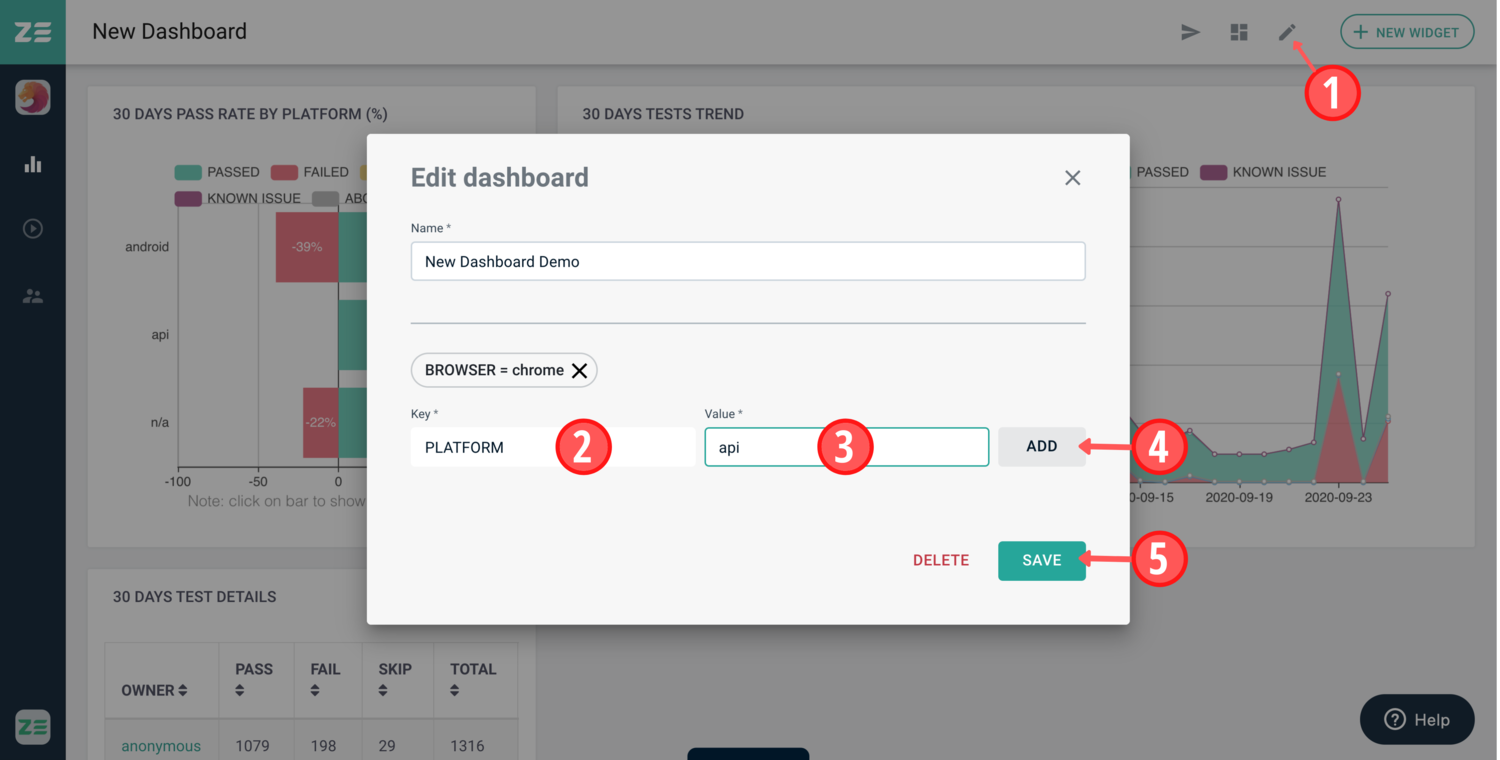 ZE
New Dashboard
NEW WIDGET
1
30 DAYS PASS RATE BY PLATFORM (%)
30 DAYS TESTS TREND
PASSED FAILED
KNOWN ISSUE
PASSED KNOWN ISSUE
android
-39%
api
n/a
-22%
-100 -50 0
Note: click on bar to show
Edit dashboard
Name *
New Dashboard Demo
BROWSER = chrome
Key * Value *
PLATFORM 2 api 3 ADD 4
2020-09-19 2020-09-23
DELETE SAVE 5
30 DAYS TEST DETAILS
OWNER PASS FAIL SKIP TOTAL
anonymous 1079 198 29 1316
ZE
? Help